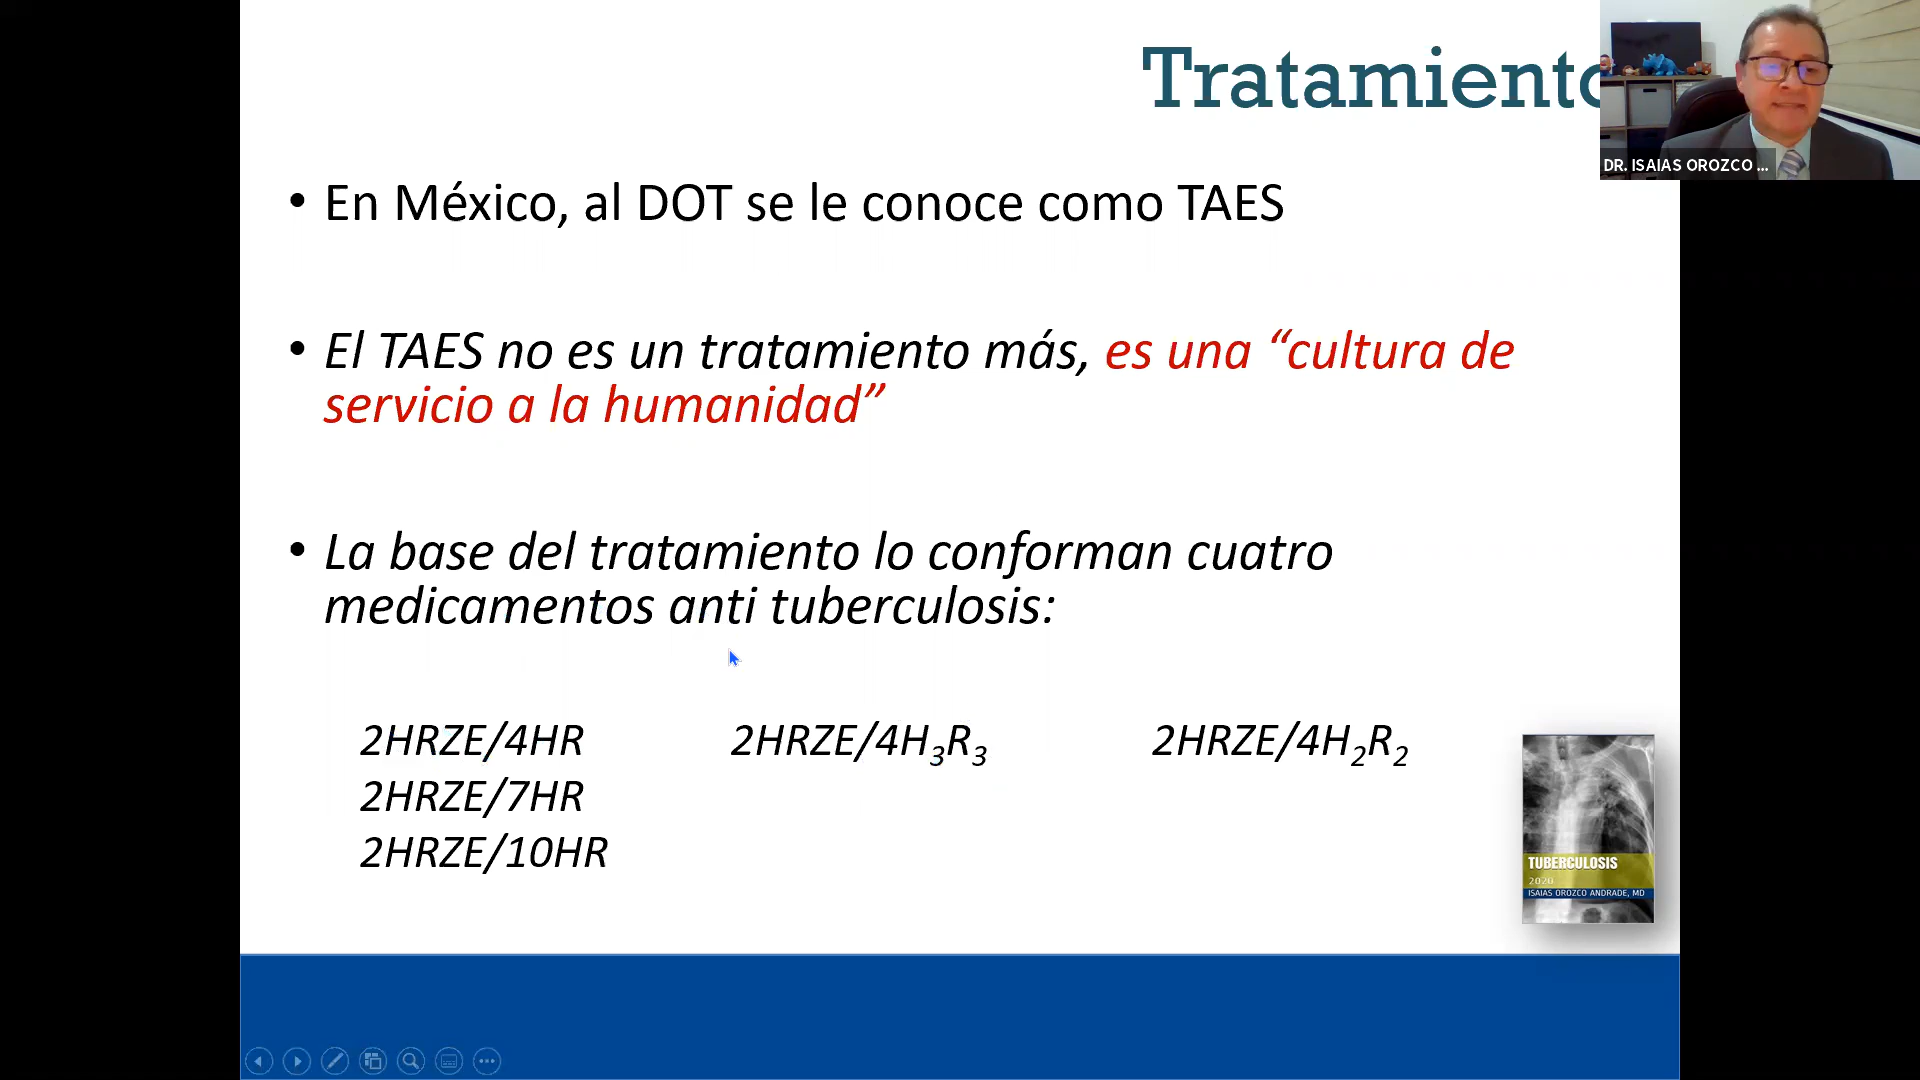 Tratamiento
DR. ISAIAS OROZCO ...
• En México, al DOT se le conoce como TAES
• El TAES no es un tratamiento más, es una “cultura de
servicio a la humanidad”
• La base del tratamiento lo conforman cuatro
medicamentos anti tuberculosis:
2HRZE/4HR 2HRZE/4H₃R₃ 2HRZE/4H₂R₂
2HRZE/7HR
2HRZE/10HR
TUBERCULOSIS
2020
ISAIAS OROZCO ANDRADE, MD